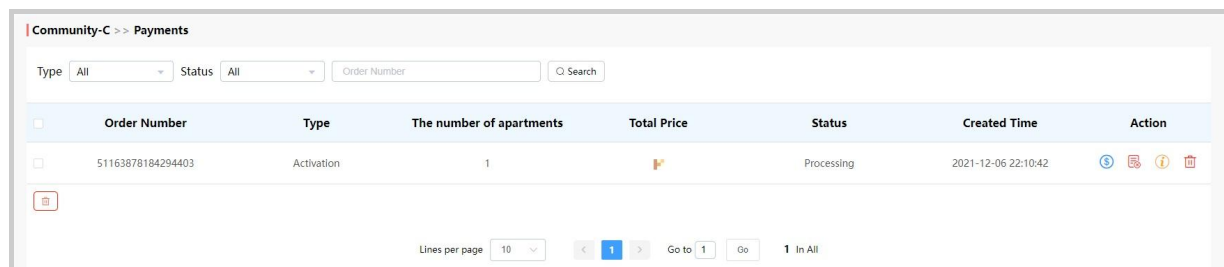 Community-C >> Payments
Type All Status All Order Number Search
Order Number Type The number of apartments Total Price Status Created Time Action
51163878184294403 Activation 1 Processing 2021-12-06 22:10:42
Lines per page 10 < 1 > Go to 1 Go 1 In All